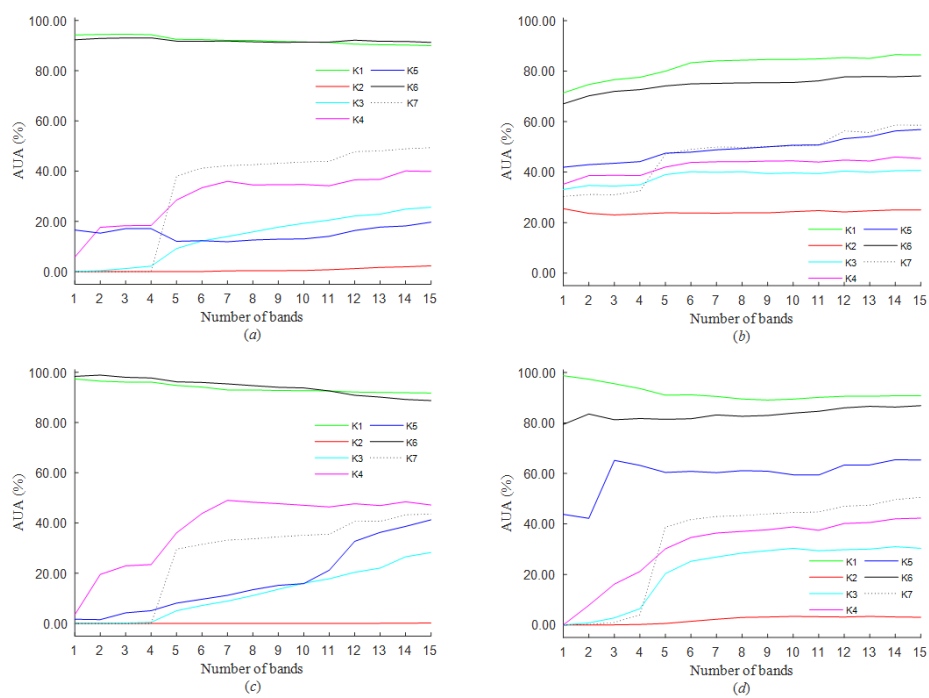 100.00
80.00
60.00
40.00
20.00
0.00
AUA (%)
K1 K5
K2 K6
K3 K7
K4
1 2 3 4 5 6 7 8 9 10 11 12 13 14 15
Number of bands
(a)
100.00
80.00
60.00
40.00
20.00
0.00
AUA (%)
K1 K5
K2 K6
K3 K7
K4
1 2 3 4 5 6 7 8 9 10 11 12 13 14 15
Number of bands
(b)
100.00
80.00
60.00
40.00
20.00
0.00
AUA (%)
K1 K5
K2 K6
K3 K7
K4
1 2 3 4 5 6 7 8 9 10 11 12 13 14 15
Number of bands
(c)
100.00
80.00
60.00
40.00
20.00
0.00
AUA (%)
K1 K5
K2 K6
K3 K7
K4
1 2 3 4 5 6 7 8 9 10 11 12 13 14 15
Number of bands
(d)